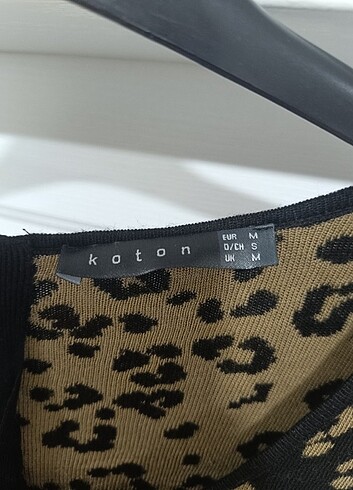 koton
EUR M
D/CH S
UK M